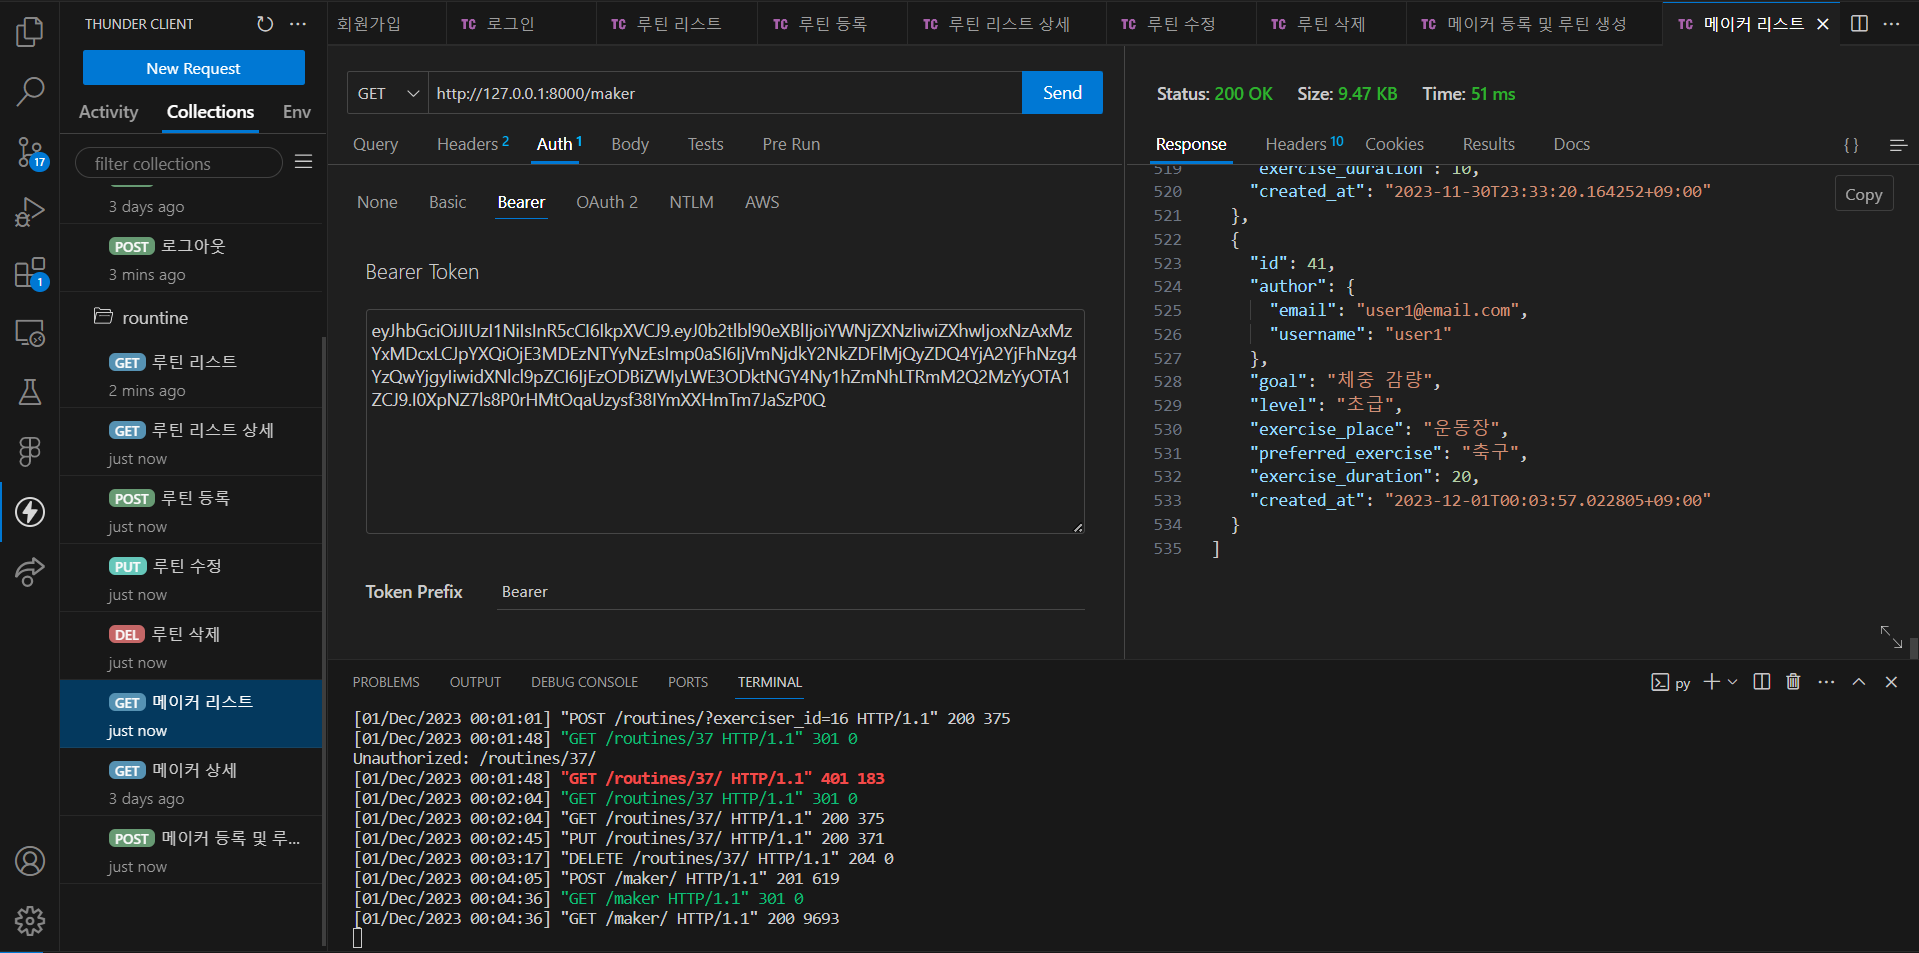 THUNDER CLIENT
New Request
Activity
Collections
Env
filter collections
3 days ago
POST 로그아웃
3 mins ago
rountine
GET 루틴 리스트
2 mins ago
GET 루틴 리스트 상세
just now
POST 루틴 등록
just now
PUT 루틴 수정
just now
DEL 루틴 삭제
just now
GET 메이커 리스트
just now
GET 메이커 상세
3 days ago
POST 메이커 등록 및 루...
just now
17
1
회원가입
TC 로그인
TC 루틴 리스트
TC 루틴 등록
TC 루틴 리스트 상세
TC 루틴 수정
TC 루틴 삭제
TC 메이커 등록 및 루틴 생성
TC 메이커 리스트
GET
http://127.0.0.1:8000/maker
Send
Query
Headers 2
Auth 1
Body
Tests
Pre Run
None
Basic
Bearer
OAuth 2
NTLM
AWS
Bearer Token
Token Prefix
Bearer
Status: 200 OK
Size: 9.47 KB
Time: 51 ms
Response
Headers 10
Cookies
Results
Docs
{}
Copy
519 "exercise_duration": 10,
520 "created_at": "2023-11-30T23:33:20.164252+09:00"
521 },
522 {
523 "id": 41,
524 "author": {
525 "email": "user1@email.com",
526 "username": "user1"
527 },
528 "goal": "체중 감량",
529 "level": "초급",
530 "exercise_place": "운동장",
531 "preferred_exercise": "축구",
532 "exercise_duration": 20,
533 "created_at": "2023-12-01T00:03:57.022805+09:00"
534 }
535 ]
PROBLEMS
OUTPUT
DEBUG CONSOLE
PORTS
TERMINAL
py
[01/Dec/2023 00:01:01] "POST /routines/?exerciser_id=16 HTTP/1.1" 200 375
[01/Dec/2023 00:01:48] "GET /routines/37 HTTP/1.1" 301 0
Unauthorized: /routines/37/
[01/Dec/2023 00:01:48] "GET /routines/37/ HTTP/1.1" 401 183
[01/Dec/2023 00:02:04] "GET /routines/37 HTTP/1.1" 301 0
[01/Dec/2023 00:02:04] "GET /routines/37/ HTTP/1.1" 200 375
[01/Dec/2023 00:02:45] "PUT /routines/37/ HTTP/1.1" 200 371
[01/Dec/2023 00:03:17] "DELETE /routines/37/ HTTP/1.1" 204 0
[01/Dec/2023 00:04:05] "POST /maker/ HTTP/1.1" 201 619
[01/Dec/2023 00:04:36] "GET /maker HTTP/1.1" 301 0
[01/Dec/2023 00:04:36] "GET /maker/ HTTP/1.1" 200 9693